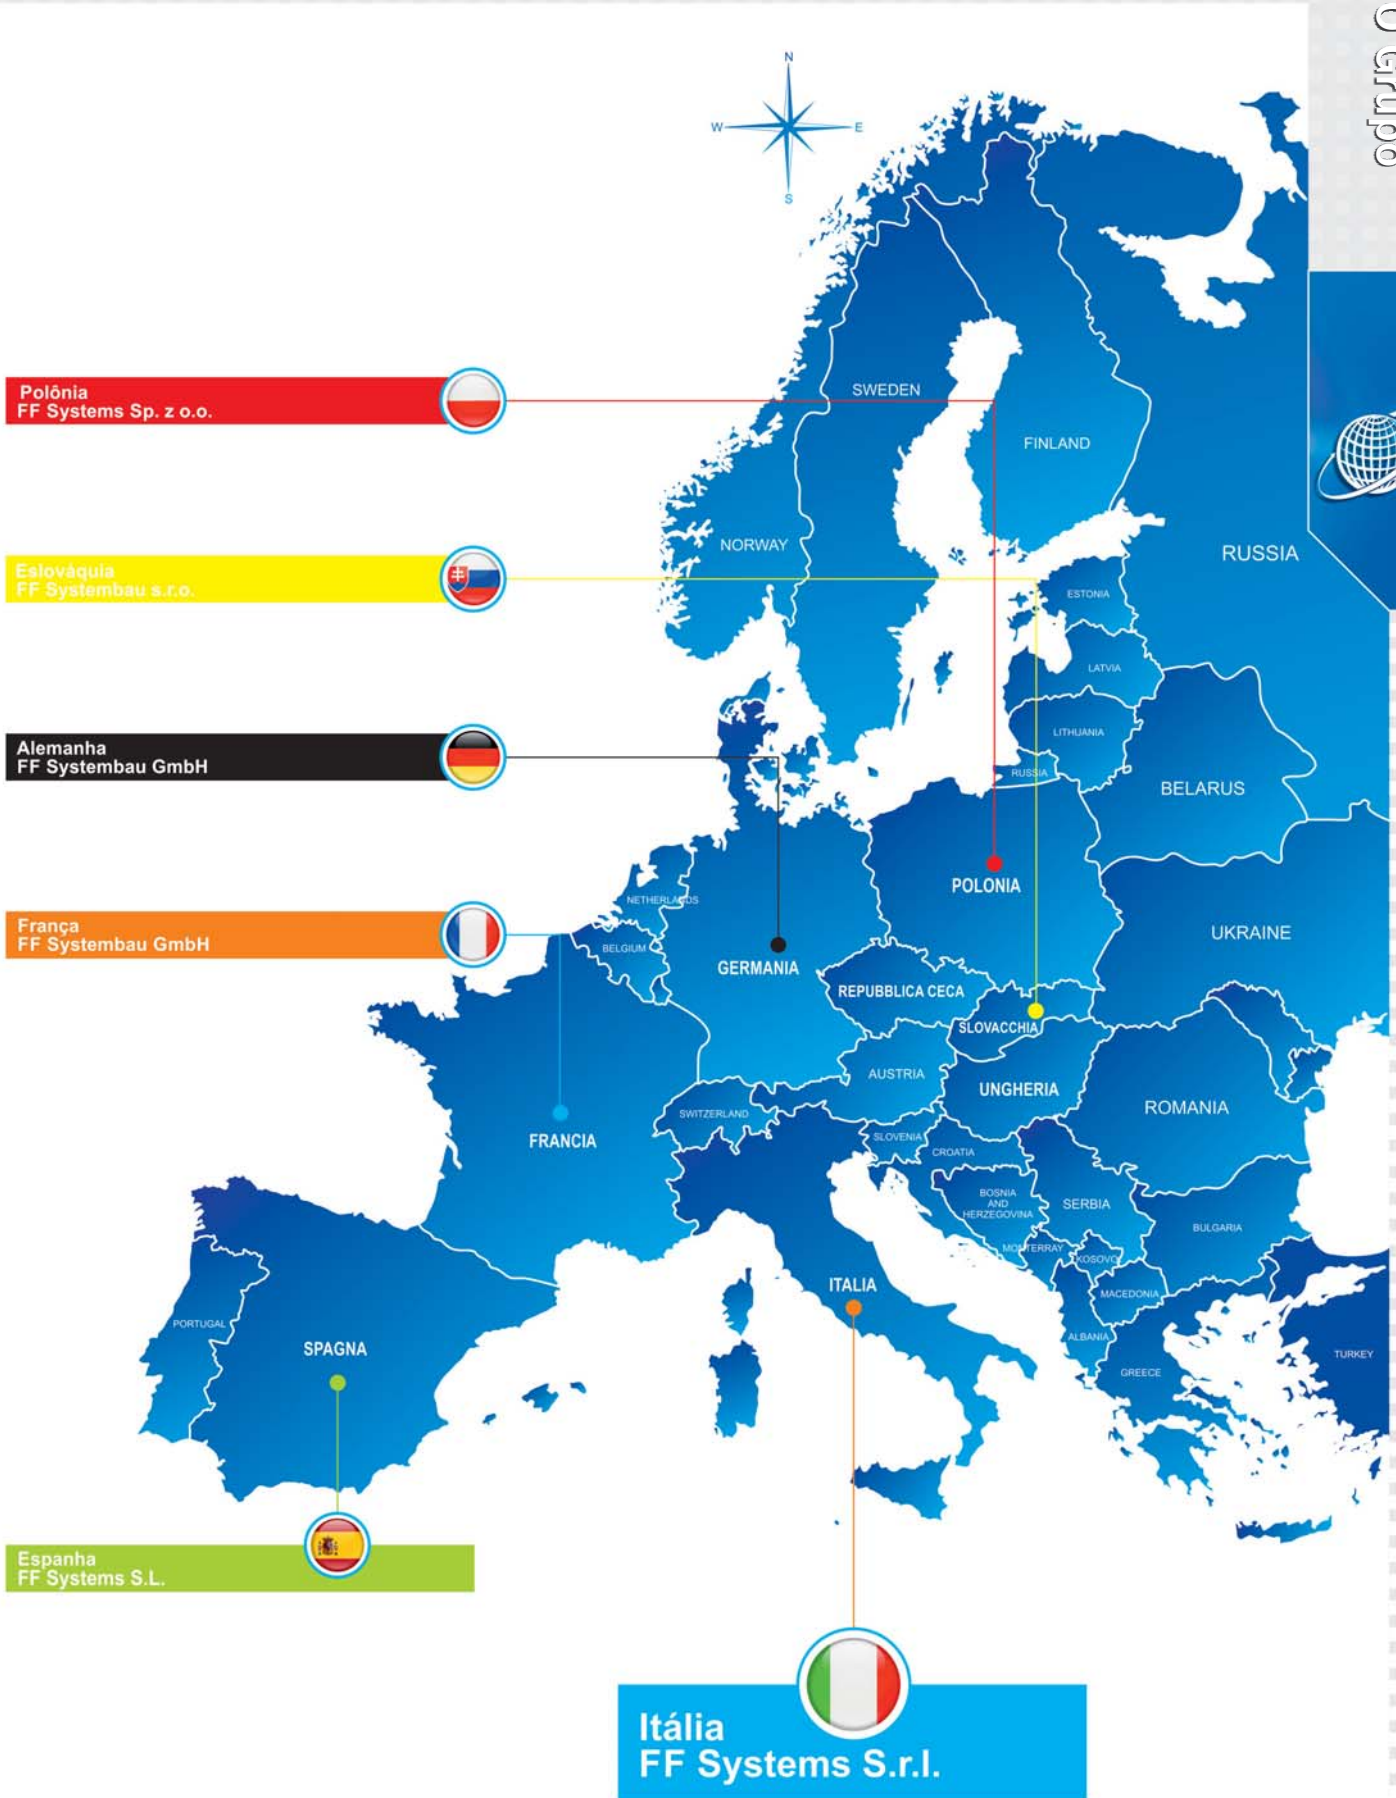 O Grupo
N
W
E
S
Polônia
FF Systems Sp. z o.o.
SWEDEN
FINLAND
NORWAY
RUSSIA
Eslováquia
FF Systembau s.r.o.
ESTONIA
LATVIA
LITHUANIA
RUSSIA
BELARUS
Alemanha
FF Systembau GmbH
POLONIA
NETHERLANDS
França
FF Systembau GmbH
BELGIUM
UKRAINE
GERMANIA
REPUBBLICA CECA
SLOVACCHIA
AUSTRIA
UNGHERIA
ROMANIA
SWITZERLAND
FRANCIA
SLOVENIA
CROATIA
BOSNIA
AND
HERZEGOVINA
SERBIA
BULGARIA
MONTERRAY
KOSOVO
ITALIA
MACEDONIA
PORTUGAL
ALBANIA
SPAGNA
TURKEY
GREECE
Espanha
FF Systems S.L.
Itália
FF Systems S.r.l.